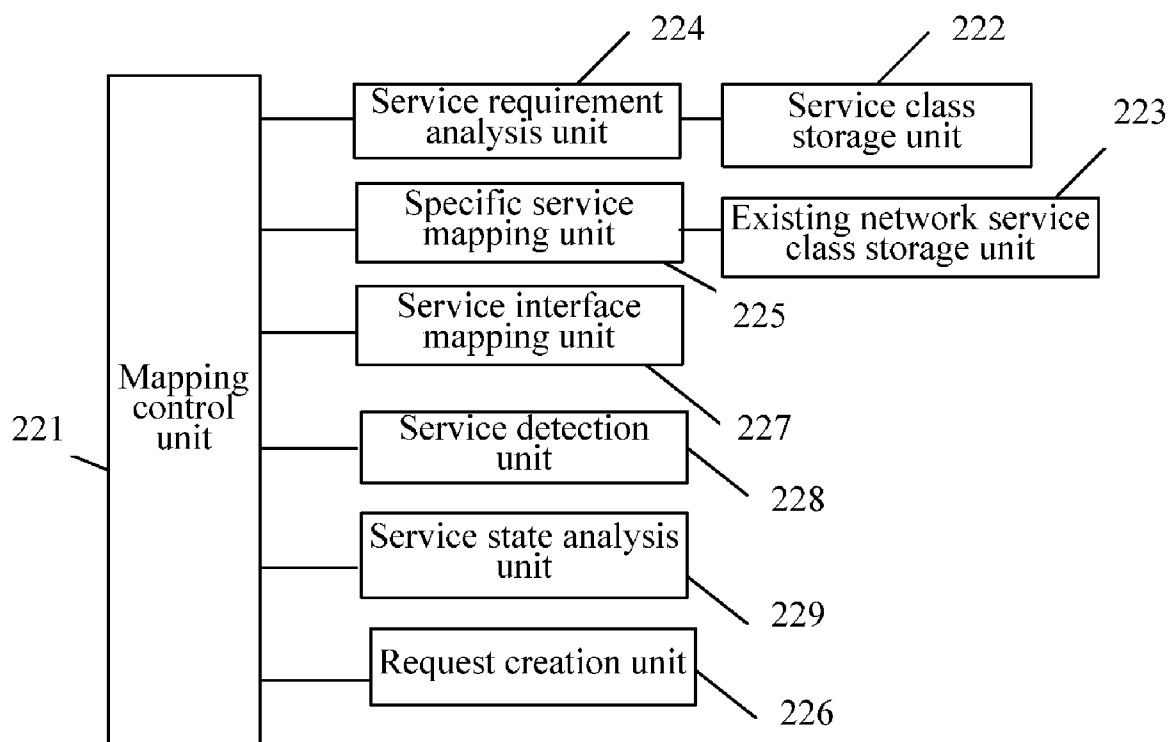 224
222
Service requirement
analysis unit
Service class
storage unit
223
Specific service
mapping unit
Existing network service
class storage unit
225
Service interface
mapping unit
Mapping
control
unit
221
227
Service detection
unit
228
Service state analysis
unit
229
Request creation unit
226